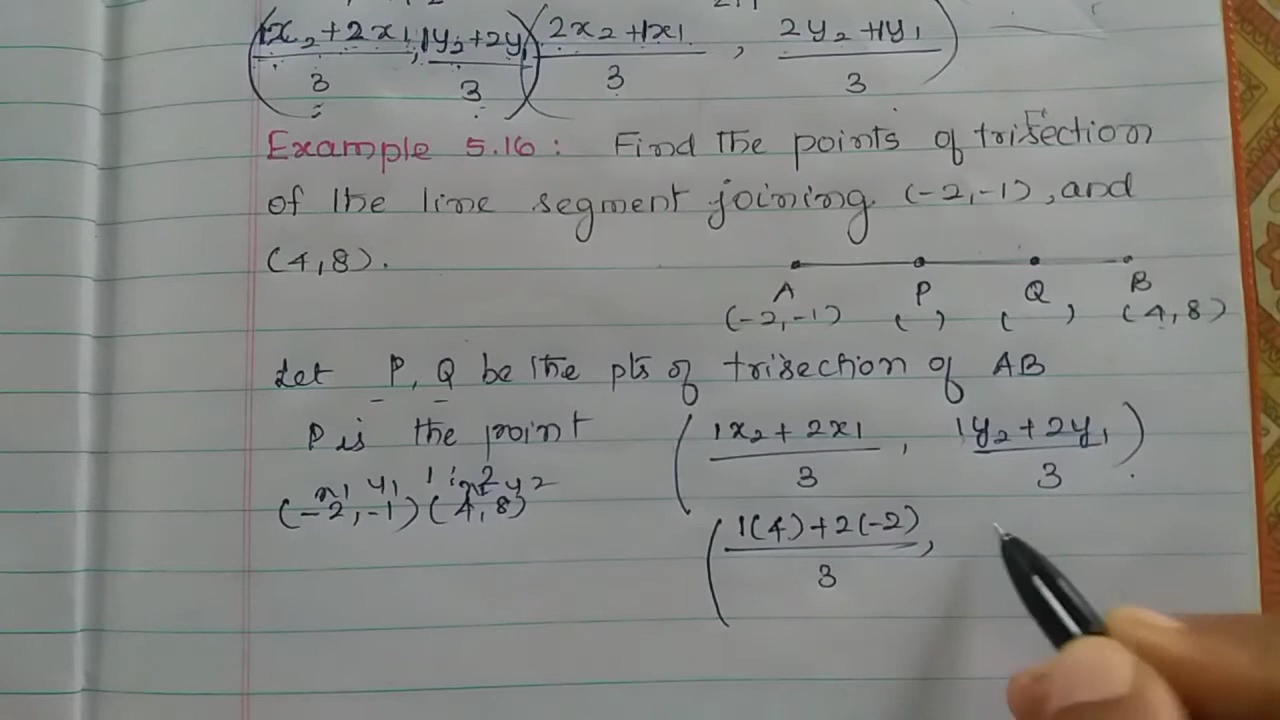 (1x₂+2x₁/3, 1y₂+2y₁/3) (2x₂+1x₁/3, 2y₂+1y₁/3)
Example 5.16: Find the points of trisection
of the line segment joining (-2,-1), and
(4,8).
A P Q B
(-2,-1) ( , ) ( , ) (4,8)
Let P, Q be the pts of trisection of AB
P is the point (1x₂+2x₁/3, 1y₂+2y₁/3).
x₁ y₁ x₂ y₂
(-2,-1) (4,8)
(1(4)+2(-2)/3,